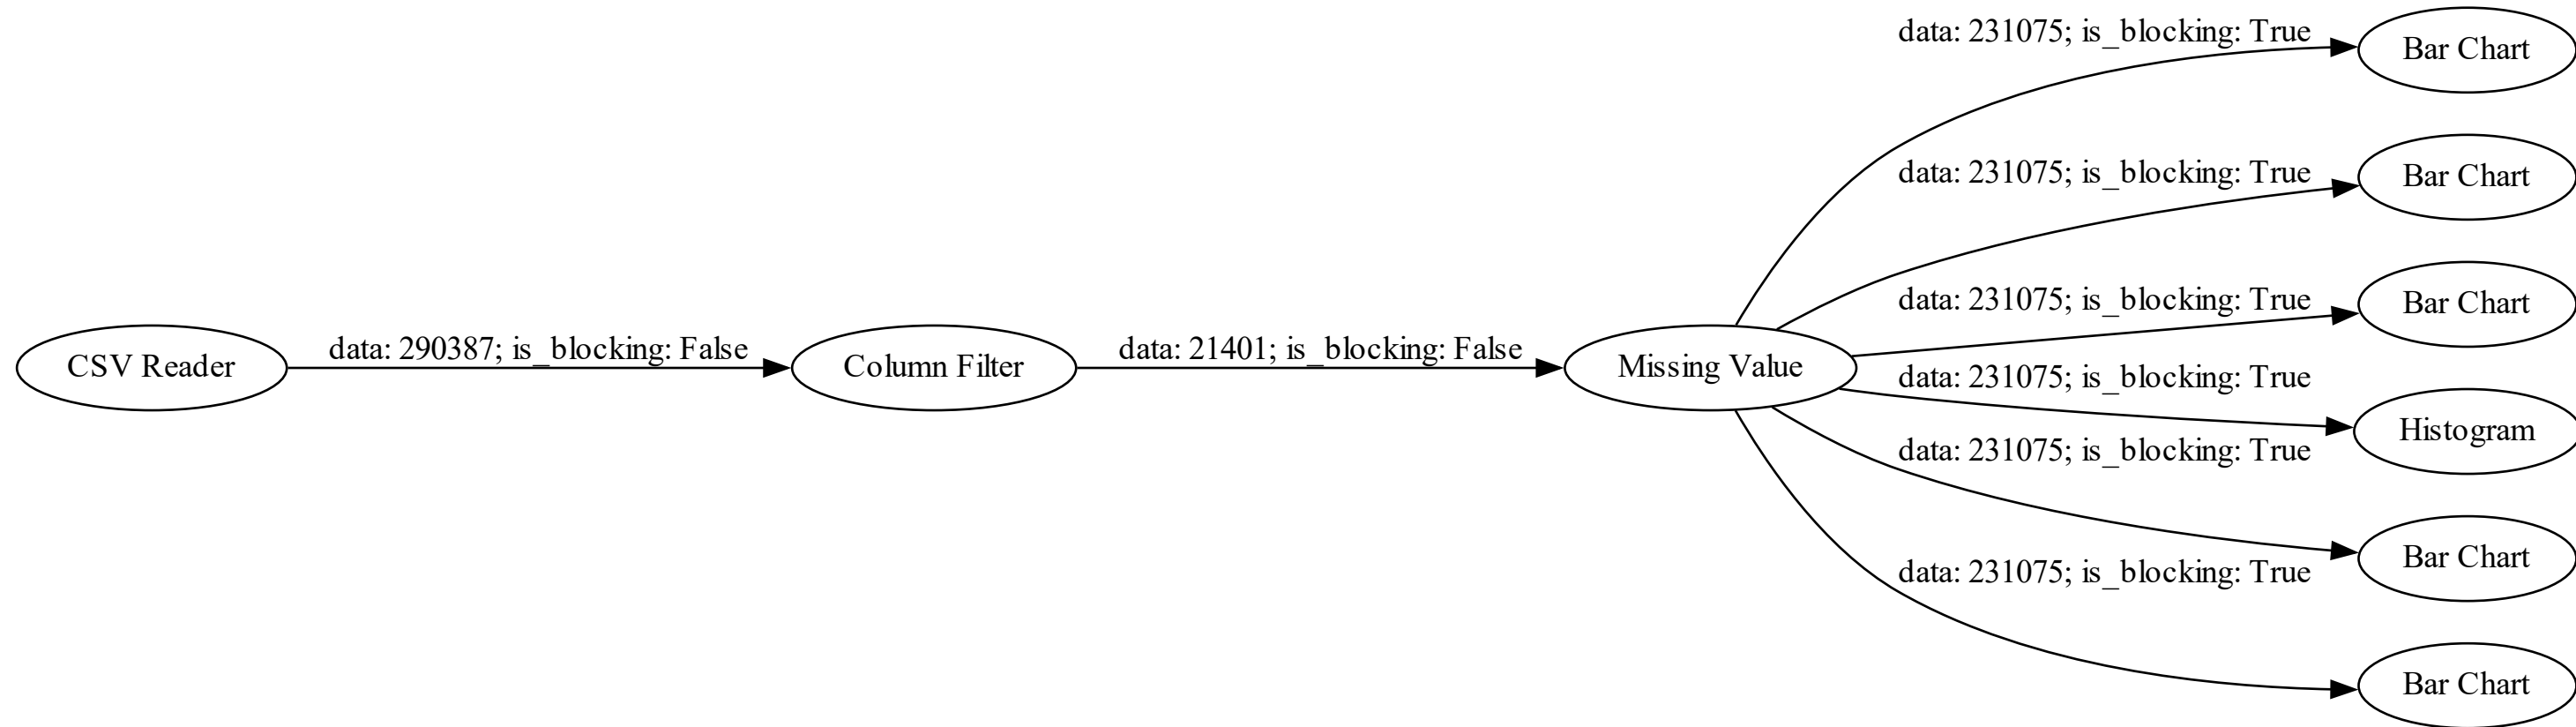 data: 231075; is_blocking: True
Bar Chart
data: 231075; is_blocking: True
Bar Chart
data: 231075; is_blocking: True
Bar Chart
CSV Reader
data: 290387; is_blocking: False
Column Filter
data: 21401; is_blocking: False
Missing Value
data: 231075; is_blocking: True
Histogram
data: 231075; is_blocking: True
Bar Chart
data: 231075; is_blocking: True
Bar Chart